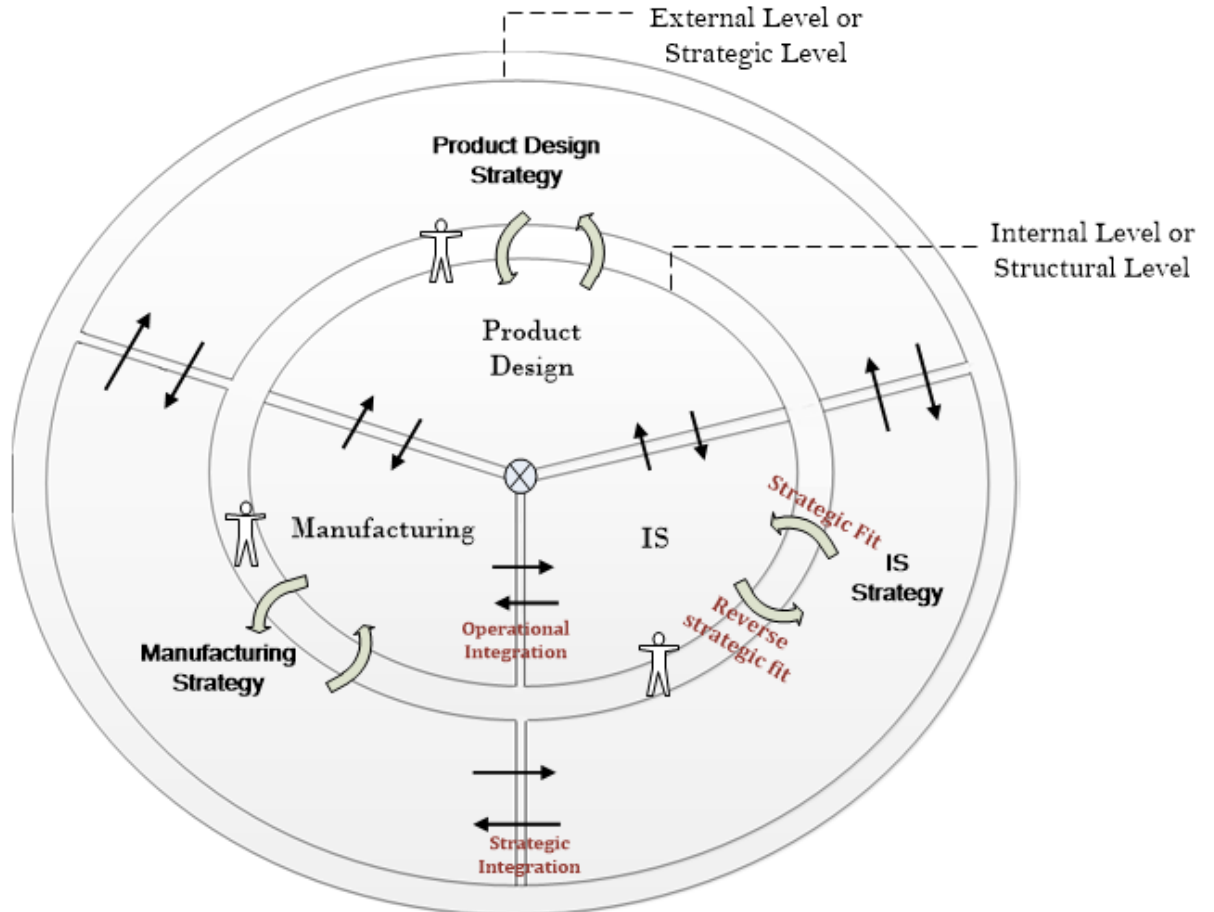 External Level or
Strategic Level
Product Design
Strategy
Internal Level or
Structural Level
Product
Design
Manufacturing
IS
Strategic Fit
IS
Strategy
Reverse
strategic fit
Operational
Integration
Manufacturing
Strategy
Strategic
Integration